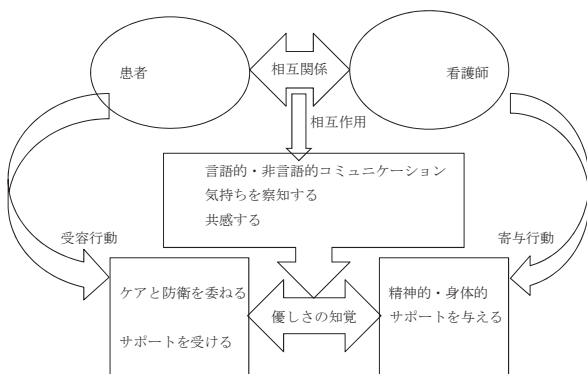 患者
相互関係
看護師
相互作用
言語的・非言語的コミュニケーション
気持ちを察知する
共感する
受容行動
寄与行動
ケアと防衛を委ねる
サポートを受ける
優しさの知覚
精神的・身体的
サポートを与える